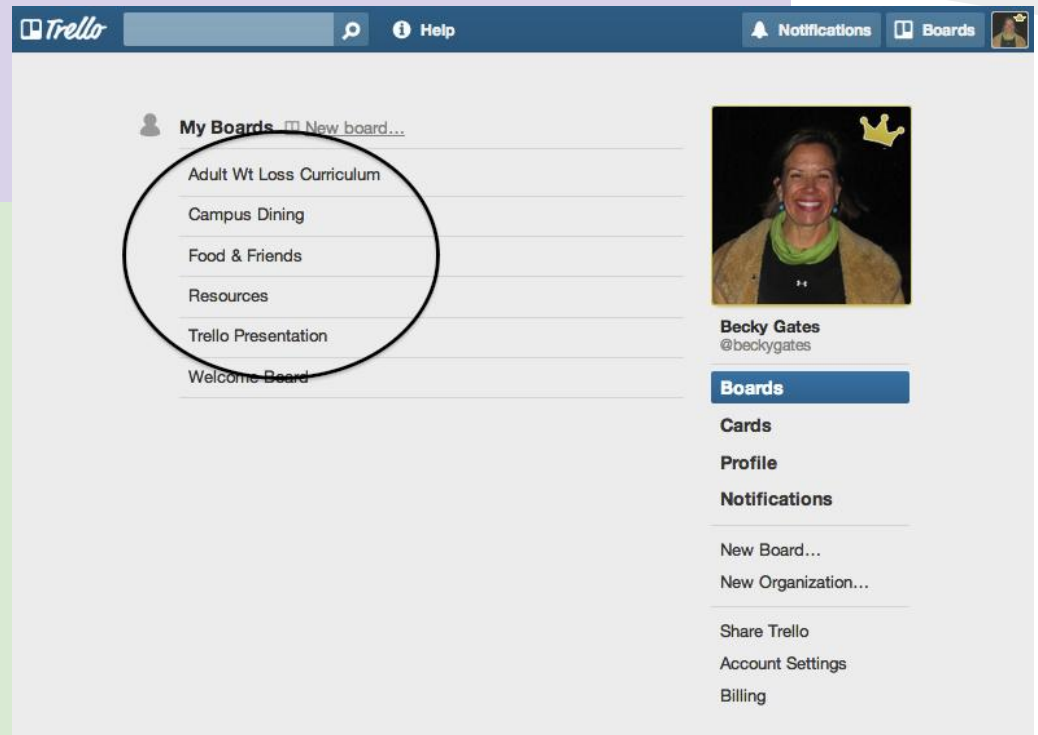 Trello
Help
Notifications
Boards
My Boards New board...
Adult Wt Loss Curriculum
Campus Dining
Food & Friends
Resources
Trello Presentation
Welcome Board
Becky Gates
@beckygates
Boards
Cards
Profile
Notifications
New Board...
New Organization...
Share Trello
Account Settings
Billing